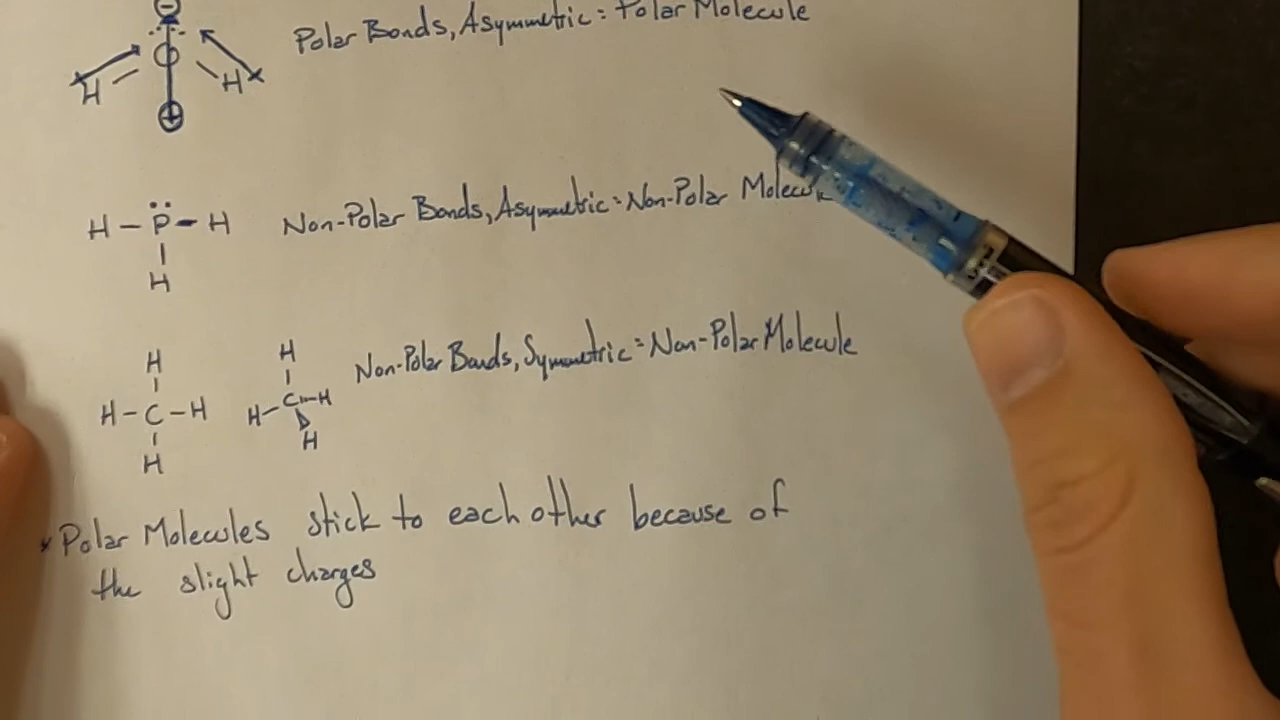 ⊖
Polar Bonds, Asymmetric = Polar Molecule
O
H H
⊕
H – P – H Non-Polar Bonds, Asymmetric = Non-Polar Molecu
H
H H Non-Polar Bonds, Symmetric = Non-Polar Molecule
H – C – H H C H
H H
* Polar Molecules stick to each other because of
the slight charges